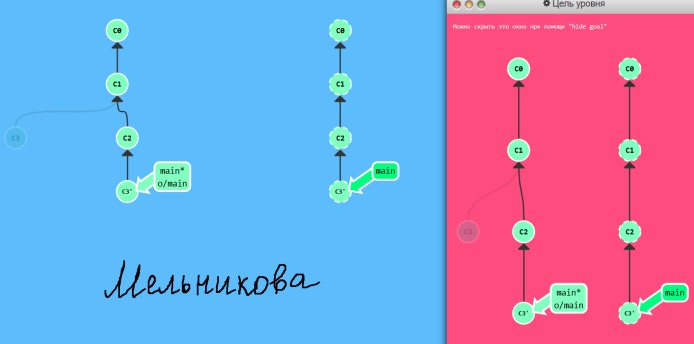 C0
C1
C3
C2
C3'
main*
o/main
C0
C1
C2
C3'
main
Мельникова
Цель уровня
Можно скрыть это окно при помощи "hide goal"
C0
C1
C3
C2
C3'
main*
o/main
C0
C1
C2
C3'
main